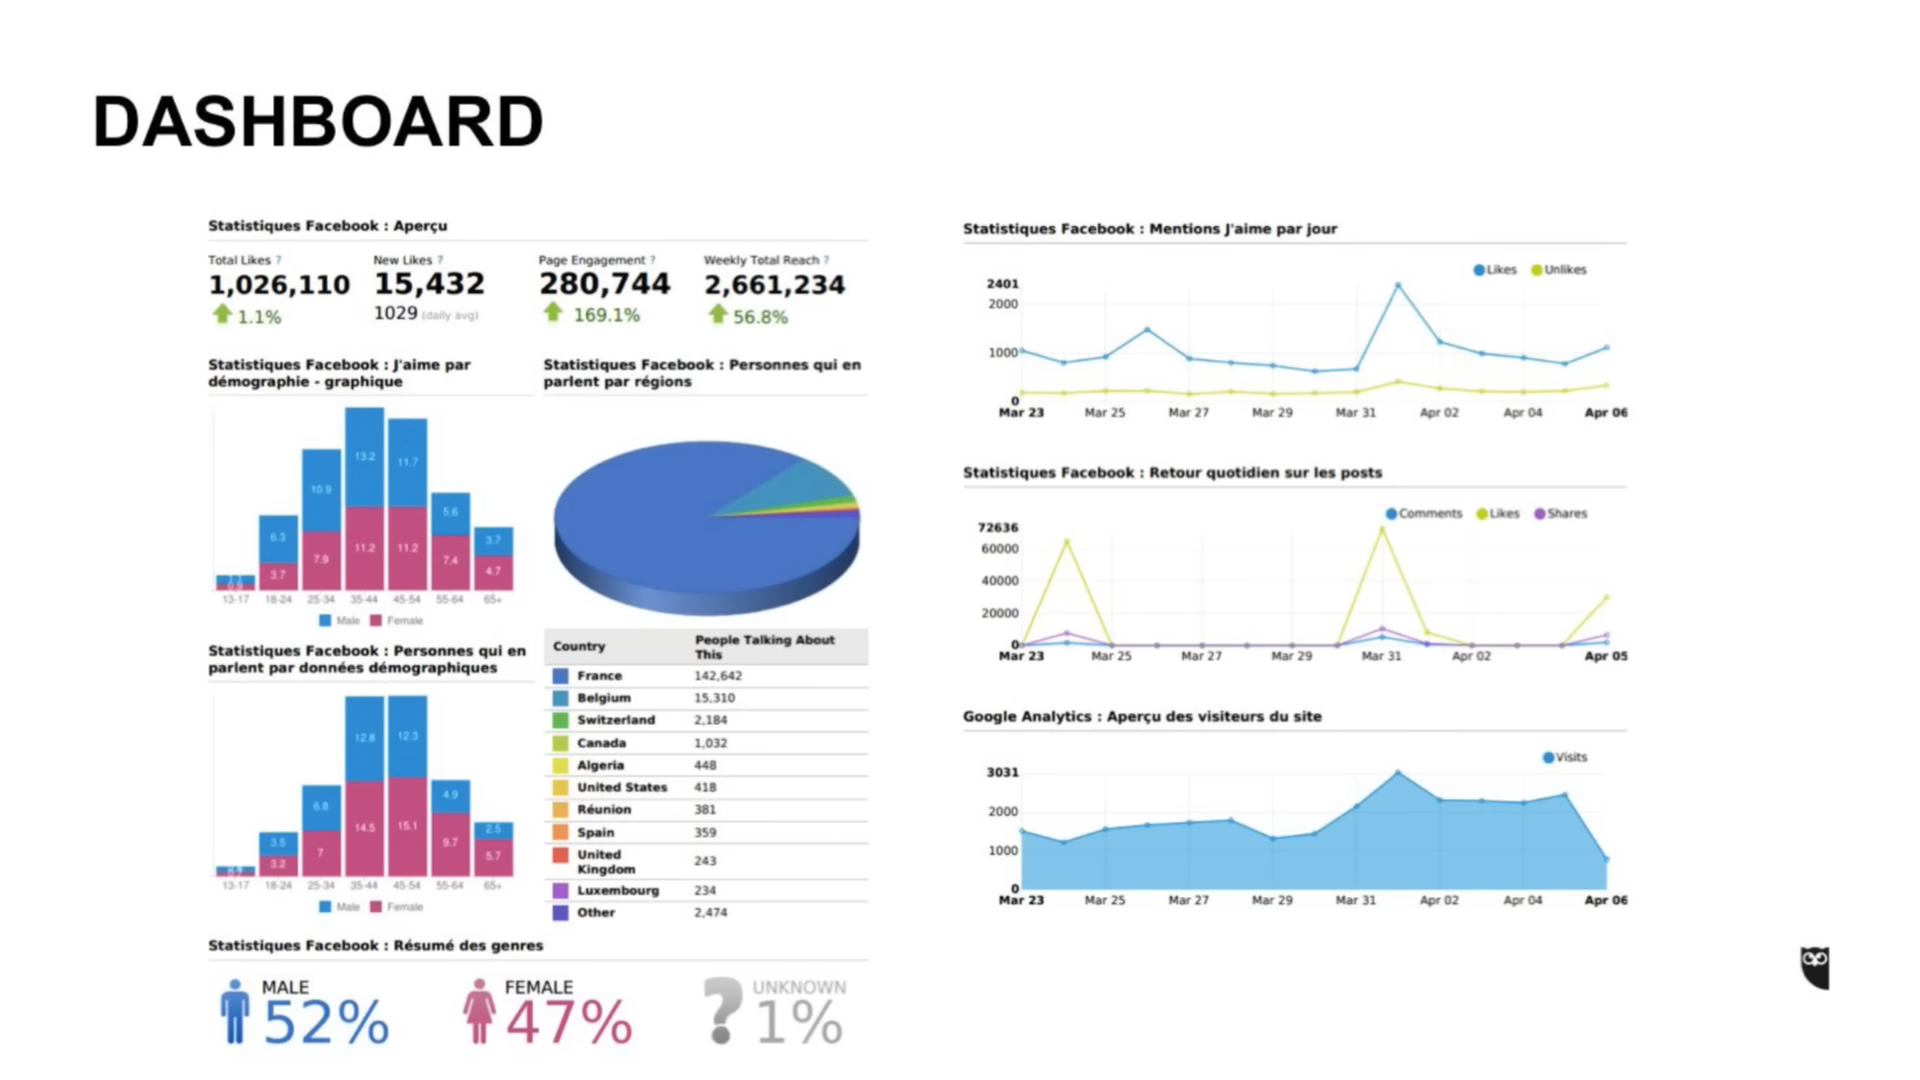 DASHBOARD
Statistiques Facebook : Aperçu
Total Likes ?
1,026,110
1.1%
New Likes ?
15,432
1029 (daily avg)
Page Engagement ?
280,744
169.1%
Weekly Total Reach ?
2,661,234
56.8%
Statistiques Facebook : J'aime par
démographie - graphique
13.2
11.7
10.9
6.3
5.6
3.7
3.7
7.9
11.2
11.2
7.4
4.7
13-17 18-24 25-34 35-44 45-54 55-64 65+
Male Female
Statistiques Facebook : Personnes qui en
parlent par données démographiques
12.8
12.3
6.8
3.5
4.9
2.5
3.2
7
14.5
15.1
9.7
5.7
13-17 18-24 25-34 35-44 45-54 55-64 65+
Male Female
Statistiques Facebook : Personnes qui en
parlent par régions
Country People Talking About
This
France 142,642
Belgium 15,310
Switzerland 2,184
Canada 1,032
Algeria 448
United States 418
Réunion 381
Spain 359
United
Kingdom 243
Luxembourg 234
Other 2,474
Statistiques Facebook : Résumé des genres
MALE
52%
FEMALE
47%
?
UNKNOWN
1%
Statistiques Facebook : Mentions J'aime par jour
Likes Unlikes
2401
2000
1000
0
Mar 23 Mar 25 Mar 27 Mar 29 Mar 31 Apr 02 Apr 04 Apr 06
Statistiques Facebook : Retour quotidien sur les posts
Comments Likes Shares
72636
60000
40000
20000
0
Mar 23 Mar 25 Mar 27 Mar 29 Mar 31 Apr 02 Apr 05
Google Analytics : Aperçu des visiteurs du site
Visits
3031
2000
1000
0
Mar 23 Mar 25 Mar 27 Mar 29 Mar 31 Apr 02 Apr 04 Apr 06